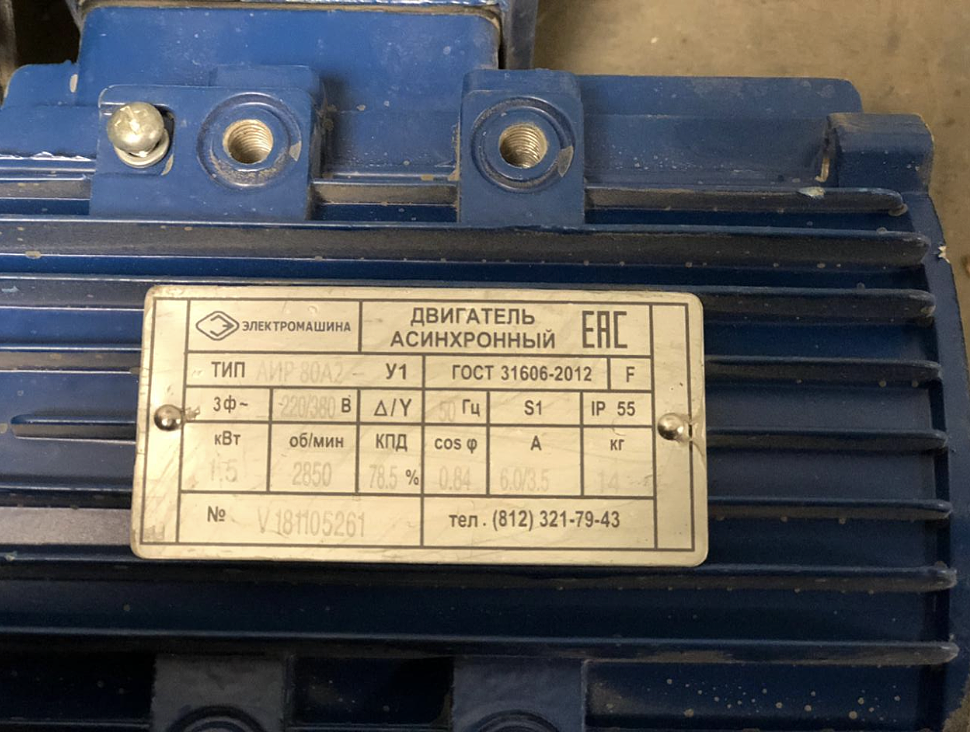 ЭЛЕКТРОМАШИНА
ДВИГАТЕЛЬ
АСИНХРОННЫЙ
EAC
ТИП АИР 80А2 У1
ГОСТ 31606-2012
F
3ф~ 220/380 В
Δ/Y
50 Гц
S1
IP 55
кВт
об/мин
КПД
cos φ
А
кг
1.5
2850
78.5 %
0.84
6.0/3.5
14
№ V 181105261
тел. (812) 321-79-43